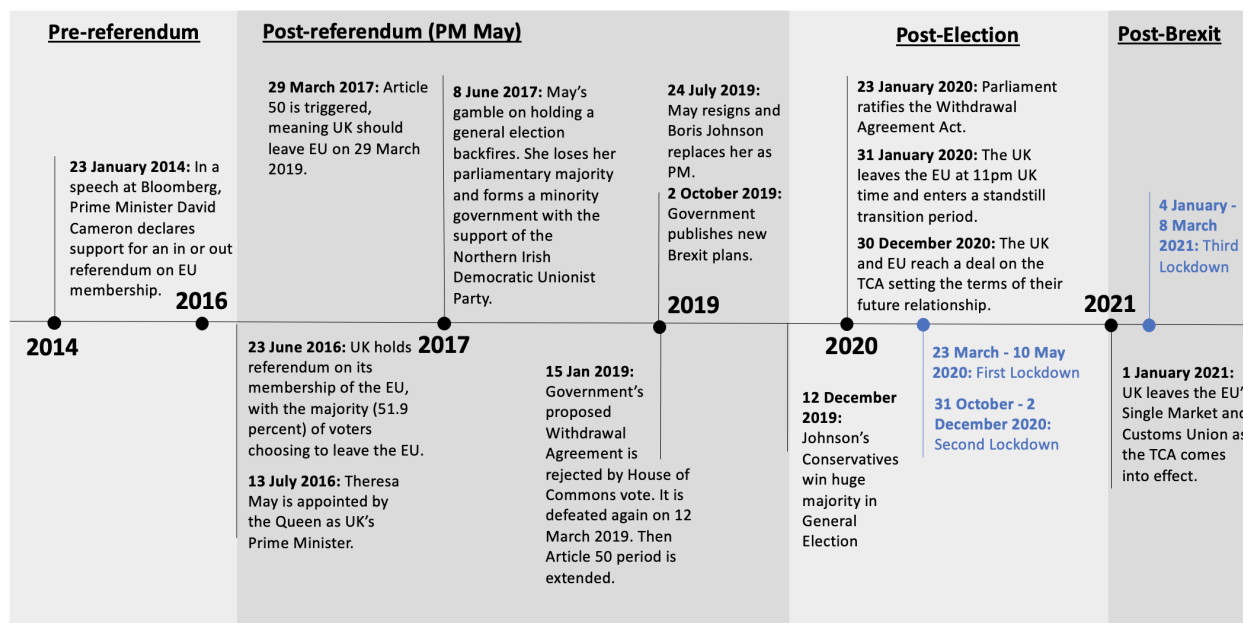 Pre-referendum
23 January 2014: In a
speech at Bloomberg,
Prime Minister David
Cameron declares
support for an in or out
referendum on EU
membership.
2014
2016
Post-referendum (PM May)
29 March 2017: Article
50 is triggered,
meaning UK should
leave EU on 29 March
2019.
23 June 2016: UK holds
referendum on its
membership of the EU,
with the majority (51.9
percent) of voters
choosing to leave the EU.
13 July 2016: Theresa
May is appointed by
the Queen as UK's
Prime Minister.
2017
8 June 2017: May's
gamble on holding a
general election
backfires. She loses her
parliamentary majority
and forms a minority
government with the
support of the
Northern Irish
Democratic Unionist
Party.
15 Jan 2019:
Government's
proposed
Withdrawal
Agreement is
rejected by House of
Commons vote. It is
defeated again on 12
March 2019. Then
Article 50 period is
extended.
24 July 2019:
May resigns and
Boris Johnson
replaces her as
PM.
2 October 2019:
Government
publishes new
Brexit plans.
2019
Post-Election
23 January 2020: Parliament
ratifies the Withdrawal
Agreement Act.
31 January 2020: The UK
leaves the EU at 11pm UK
time and enters a standstill
transition period.
30 December 2020: The UK
and EU reach a deal on the
TCA setting the terms of their
future relationship.
2020
12 December
2019:
Johnson's
Conservatives
win huge
majority in
General
Election
23 March - 10 May
2020: First Lockdown
31 October - 2
December 2020:
Second Lockdown
Post-Brexit
2021
4 January -
8 March
2021: Third
Lockdown
1 January 2021:
UK leaves the EU'
Single Market and
Customs Union as
the TCA comes
into effect.